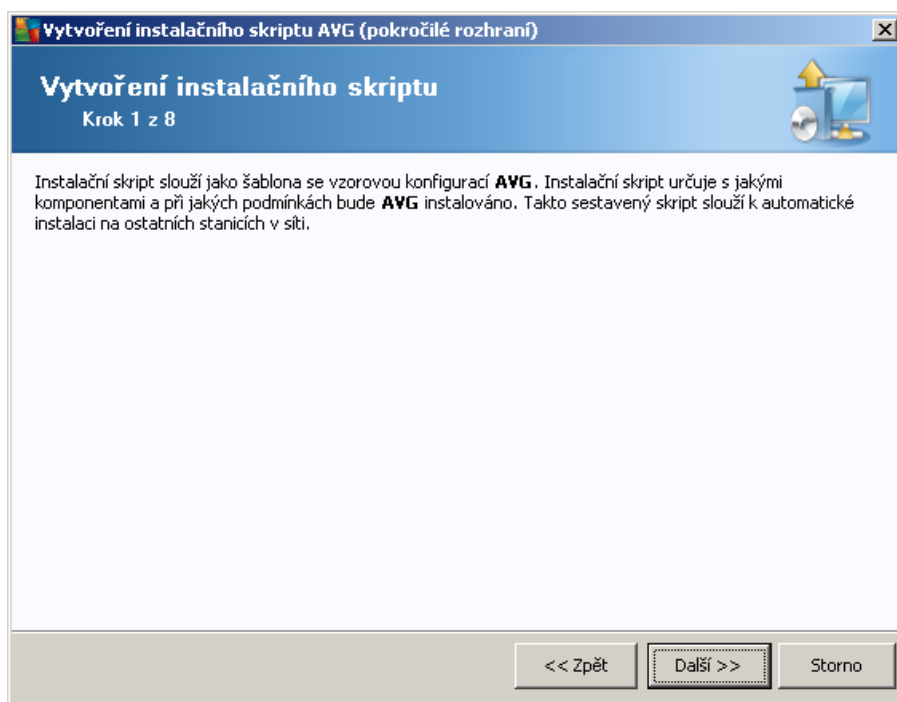 Vytvoření instalačního skriptu AVG (pokročilé rozhraní)
Vytvoření instalačního skriptu
Krok 1 z 8
Instalační skript slouží jako šablona se vzorovou konfigurací AVG. Instalační skript určuje s jakými
komponentami a při jakých podmínkách bude AVG instalováno. Takto sestavený skript slouží k automatické
instalaci na ostatních stanicích v síti.
<< Zpět
Další >>
Storno